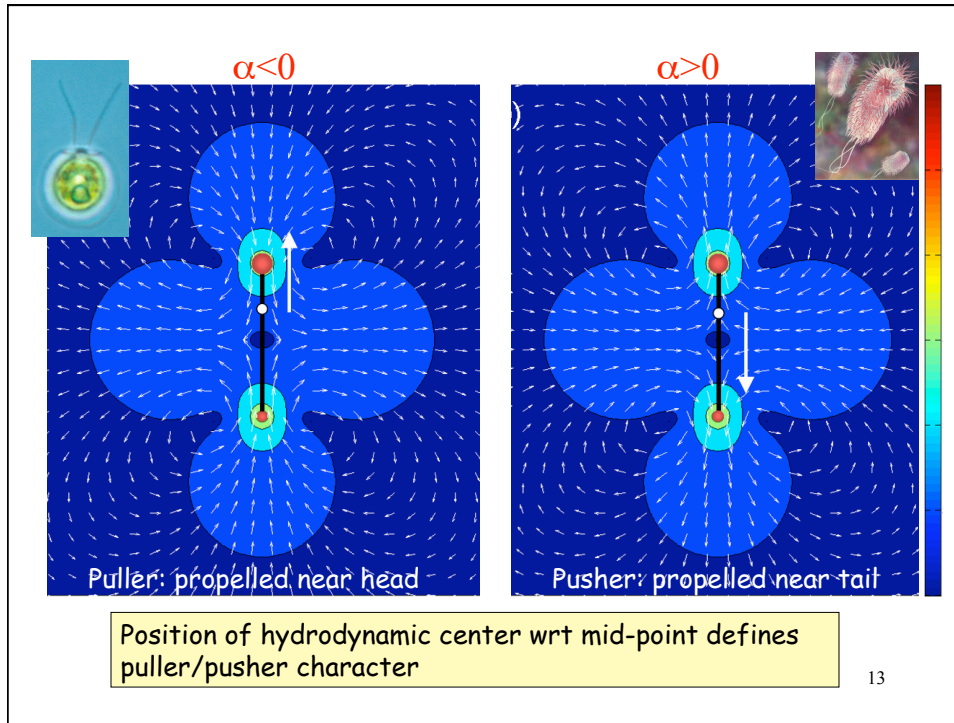 α<0
α>0
)
Puller: propelled near head
Pusher: propelled near tail
Position of hydrodynamic center wrt mid-point defines
puller/pusher character
13